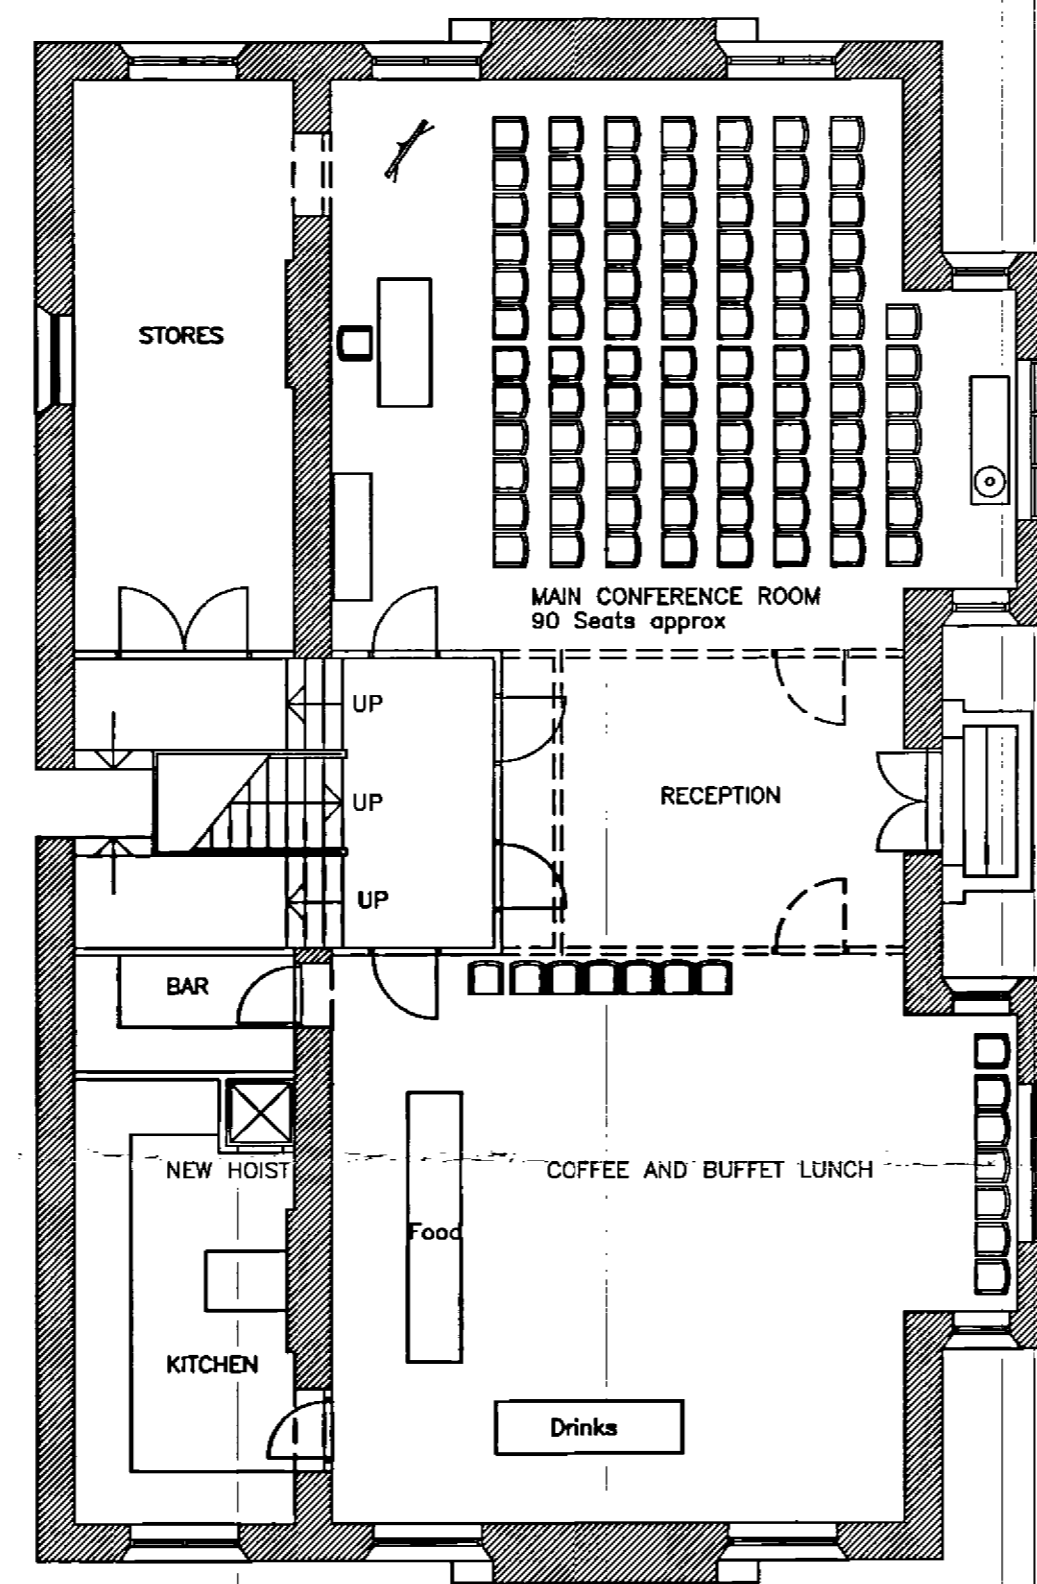 STORES
MAIN CONFERENCE ROOM
90 Seats approx
UP
UP
RECEPTION
UP
BAR
NEW HOIST
COFFEE AND BUFFET LUNCH
Food
KITCHEN
Drinks